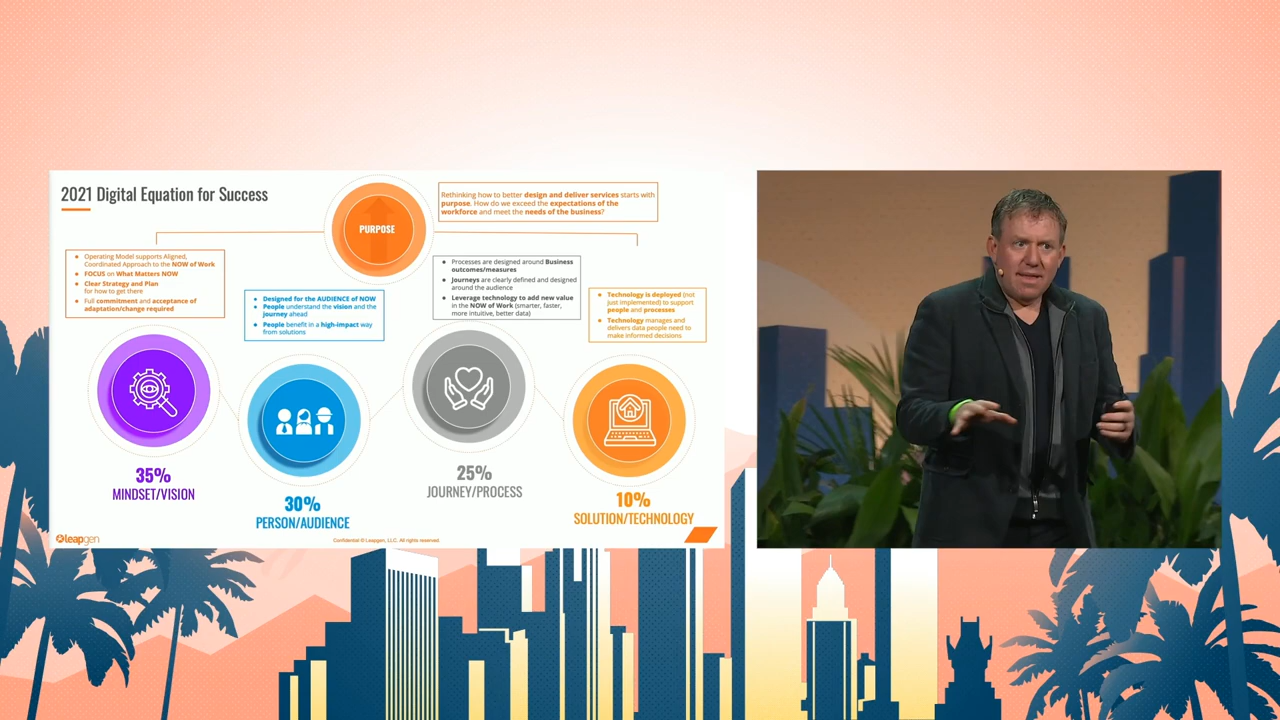 2021 Digital Equation for Success
PURPOSE
Rethinking how to better design and deliver services starts with
purpose. How do we exceed the expectations of the
workforce and meet the needs of the business?
● Operating Model supports Aligned,
Coordinated Approach to the NOW of Work
● FOCUS on What Matters NOW
● Clear Strategy and Plan
for how to get there
● Full commitment and acceptance of
adaptation/change required
● Designed for the AUDIENCE OF NOW
● People understand the vision and the
journey ahead
● People benefit in a high-impact way
from solutions
● Processes are designed around Business
outcomes/measures
● Journeys are clearly defined and designed
around the audience
● Leverage technology to add new value
in the NOW of Work (smarter, faster,
more intuitive, better data)
● Technology is deployed (not
just implemented) to support
people and processes
● Technology manages and
delivers data people need to
make informed decisions
35%
MINDSET/VISION
30%
PERSON/AUDIENCE
25%
JOURNEY/PROCESS
10%
SOLUTION/TECHNOLOGY
leapgen
Confidential © Leapgen, LLC. All rights reserved.